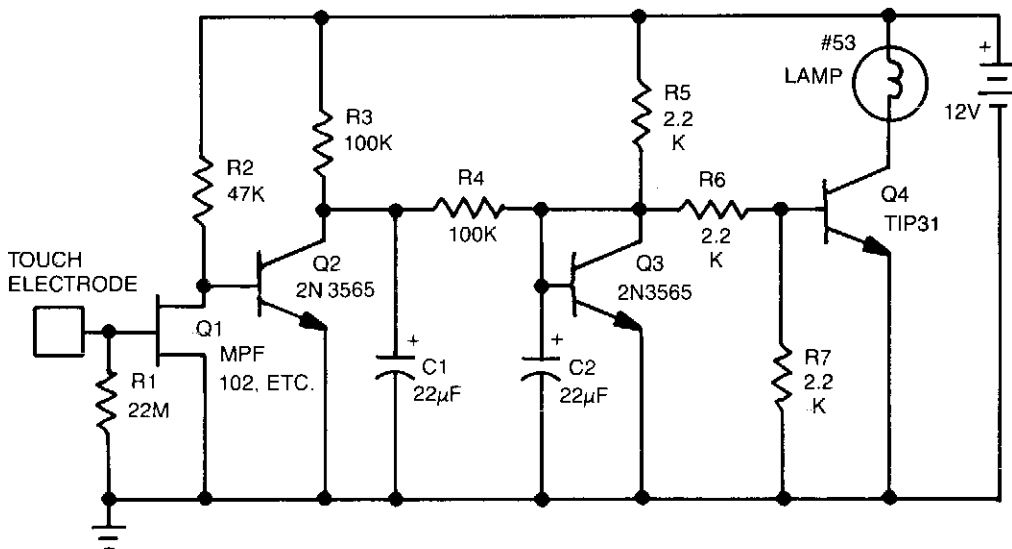 #53
LAMP
+
12V
R5
2.2
K
R3
100K
R2
47K
R4
100K
R6
2.2
K
Q4
TIP31
TOUCH
ELECTRODE
Q2
2N3565
Q3
2N3565
Q1
MPF
102, ETC.
R1
22M
+
C1
22µF
+
C2
22µF
R7
2.2
K